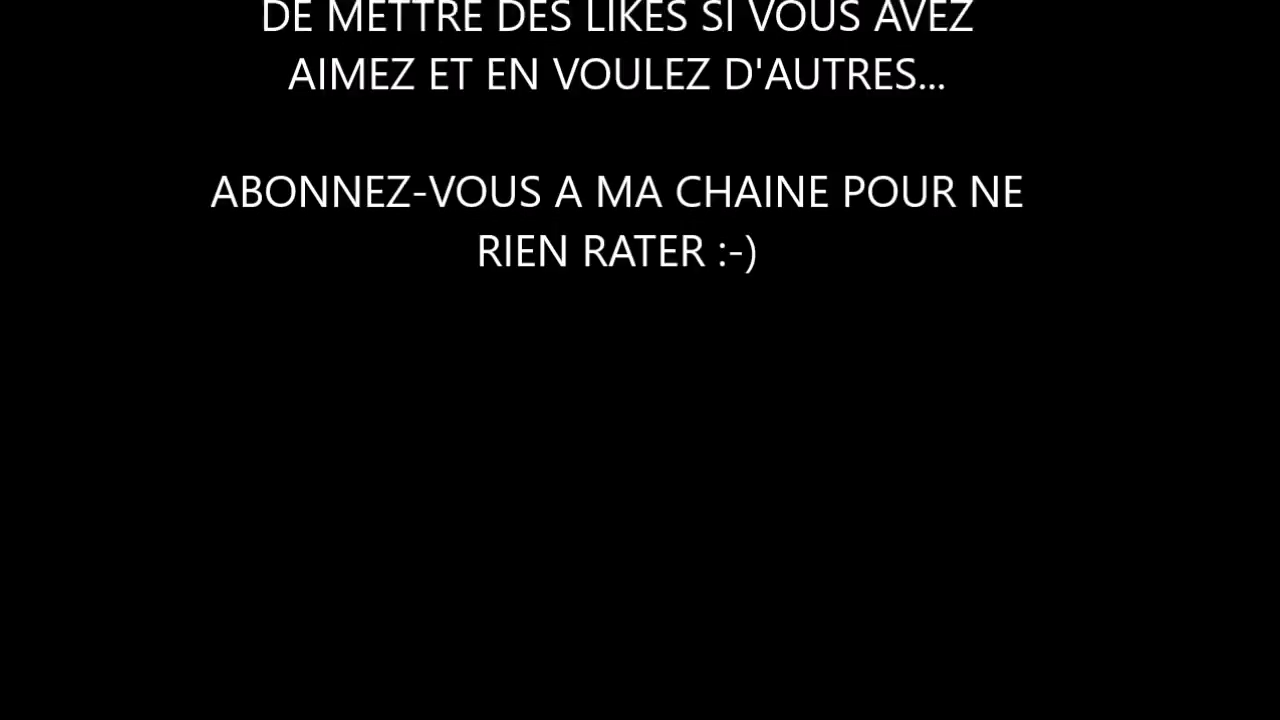 DE METTRE DES LIKES SI VOUS AVEZ
AIMEZ ET EN VOULEZ D'AUTRES...
ABONNEZ-VOUS A MA CHAINE POUR NE
RIEN RATER :-)